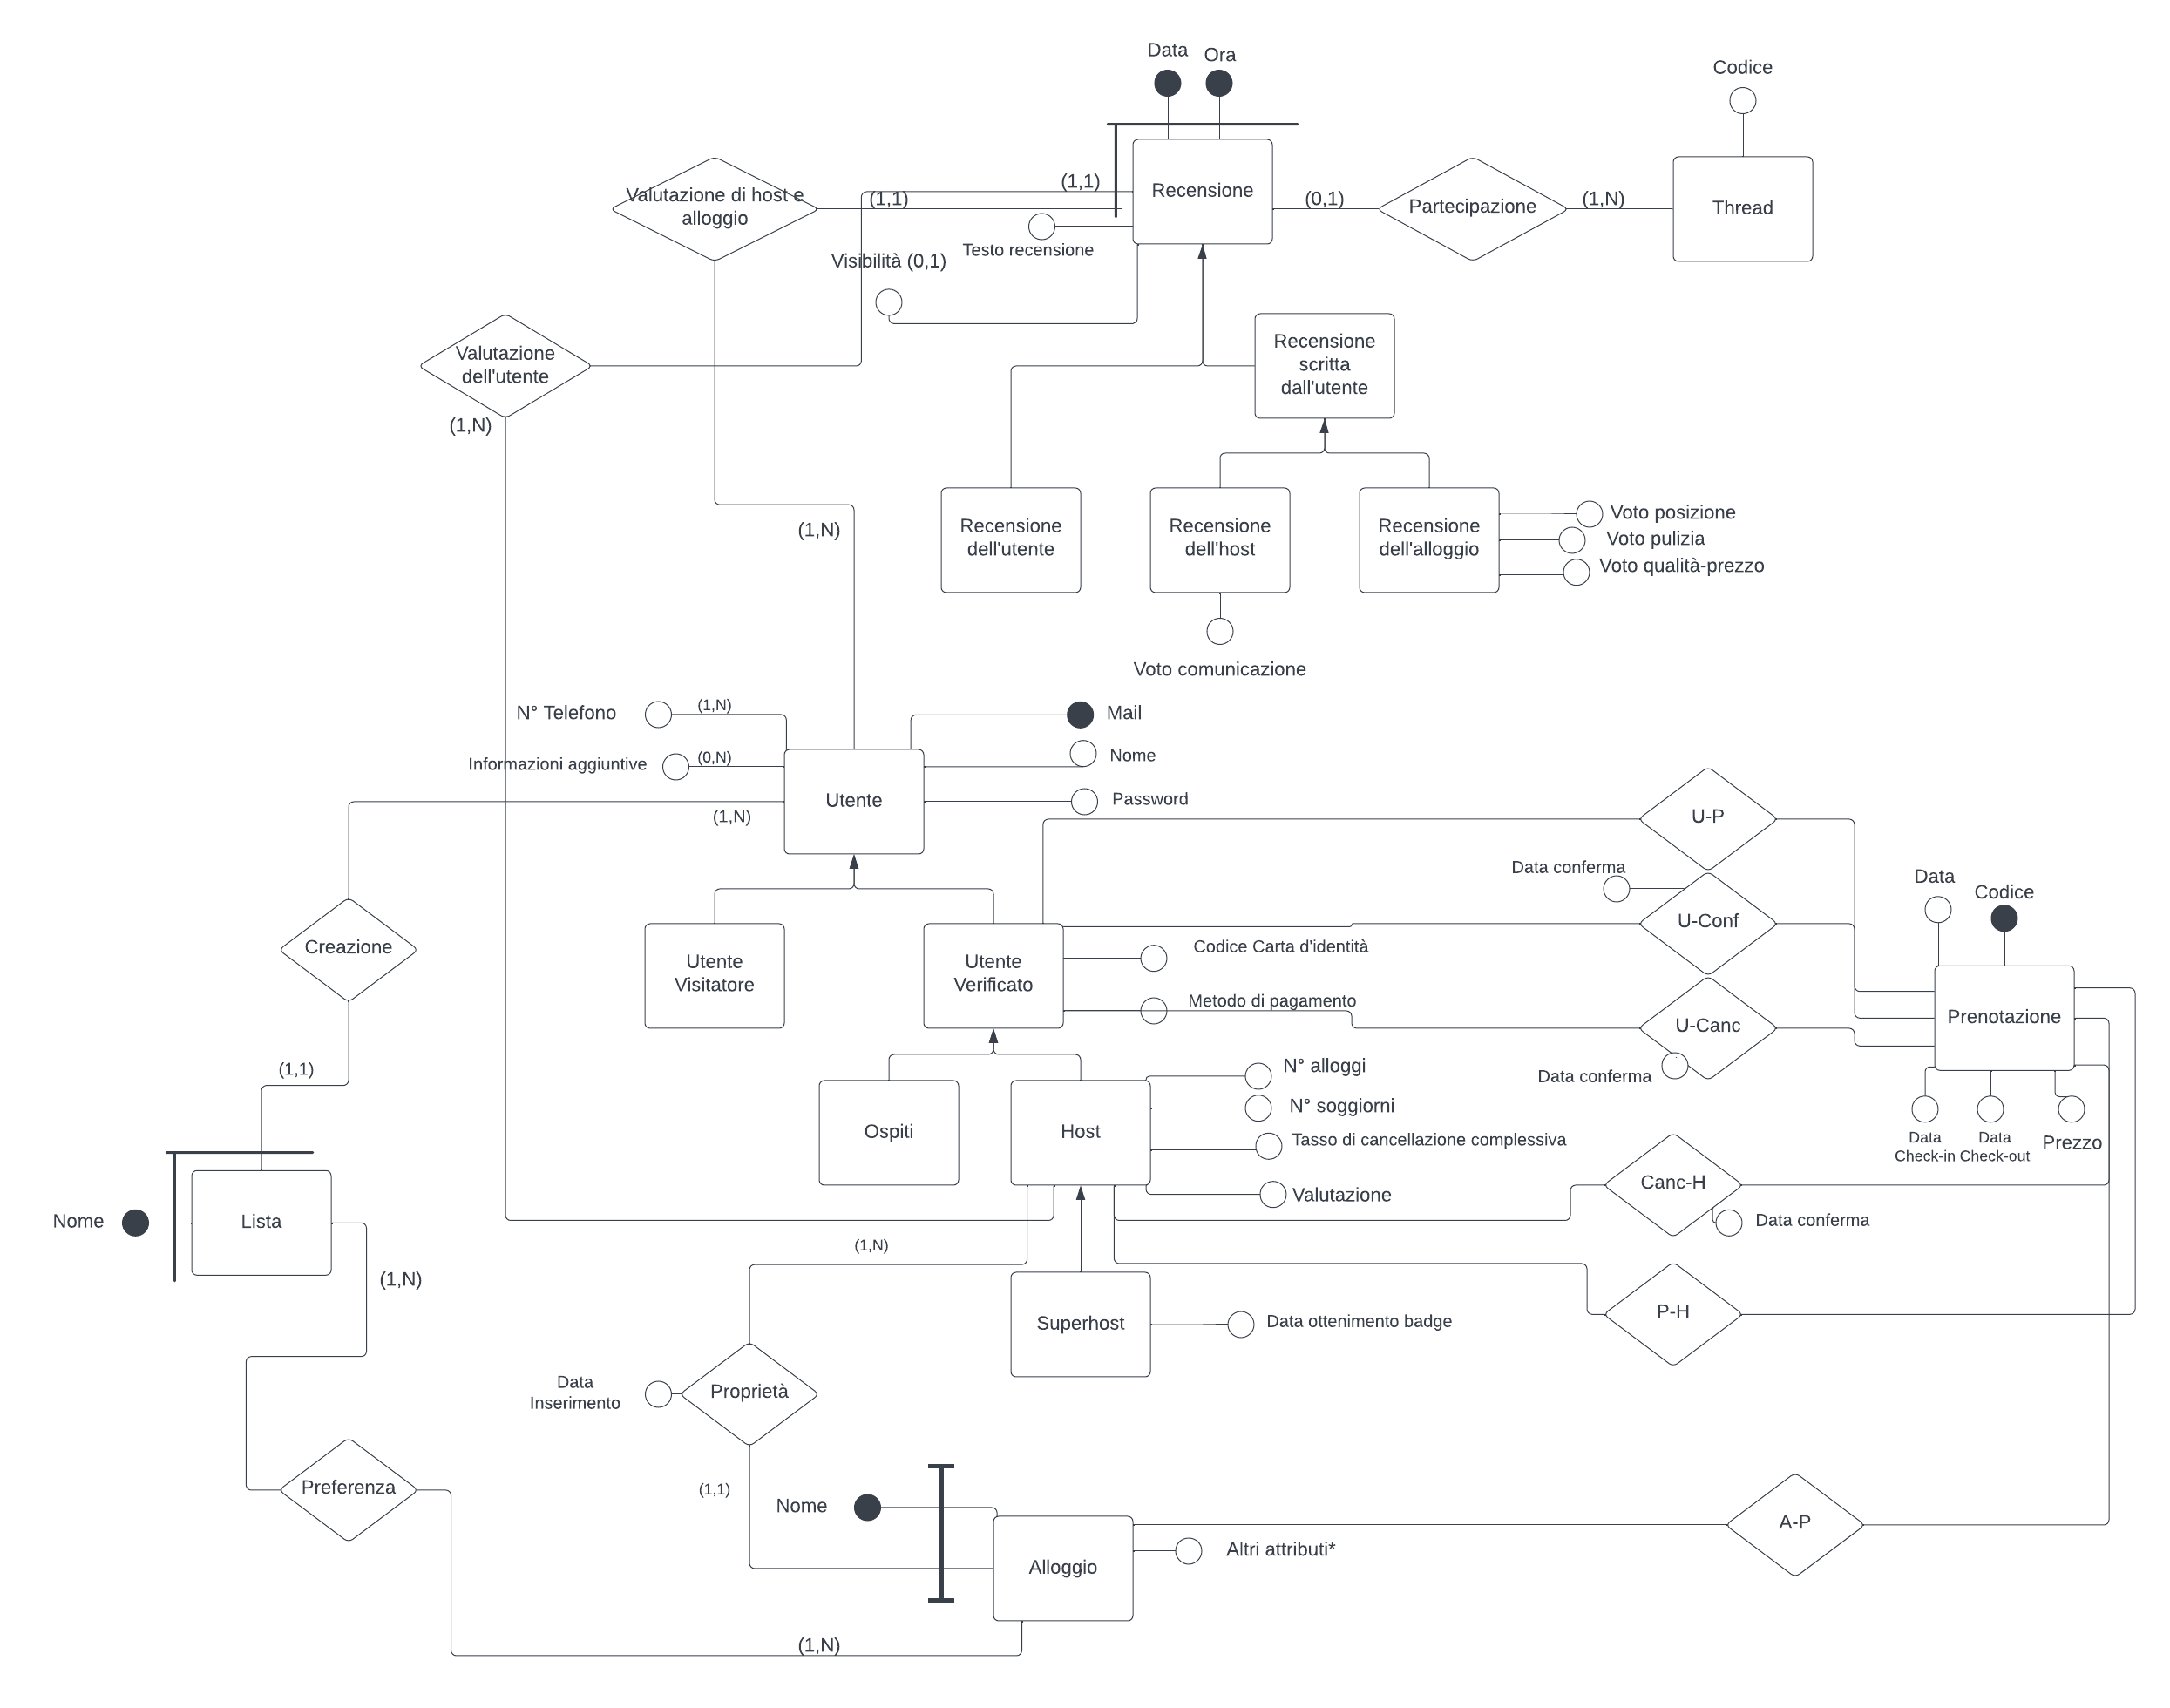 Data
Ora
Codice
Valutazione di host e
alloggio
(1,1)
(1,1)
Recensione
(0,1)
Partecipazione
(1,N)
Thread
Testo recensione
Visibilità (0,1)
Valutazione
dell'utente
(1,N)
Recensione
scritta
dall'utente
(1,N)
Recensione
dell'utente
Recensione
dell'host
Recensione
dell'alloggio
Voto posizione
Voto pulizia
Voto qualità-prezzo
Voto comunicazione
N° Telefono
(1,N)
Mail
Informazioni aggiuntive
(0,N)
Nome
Utente
Password
(1,N)
U-P
Data conferma
U-Conf
Data
Codice
Creazione
Utente
Visitatore
Utente
Verificato
Codice Carta d'identità
Metodo di pagamento
U-Canc
Prenotazione
Data conferma
(1,1)
N° alloggi
N° soggiorni
Ospiti
Host
Tasso di cancellazione complessiva
Valutazione
Data
Check-in
Data
Check-out
Prezzo
Canc-H
Data conferma
Nome
Lista
(1,N)
(1,N)
Superhost
Data ottenimento badge
P-H
Data
Inserimento
Proprietà
Preferenza
(1,1)
Nome
A-P
Alloggio
Altri attributi*
(1,N)